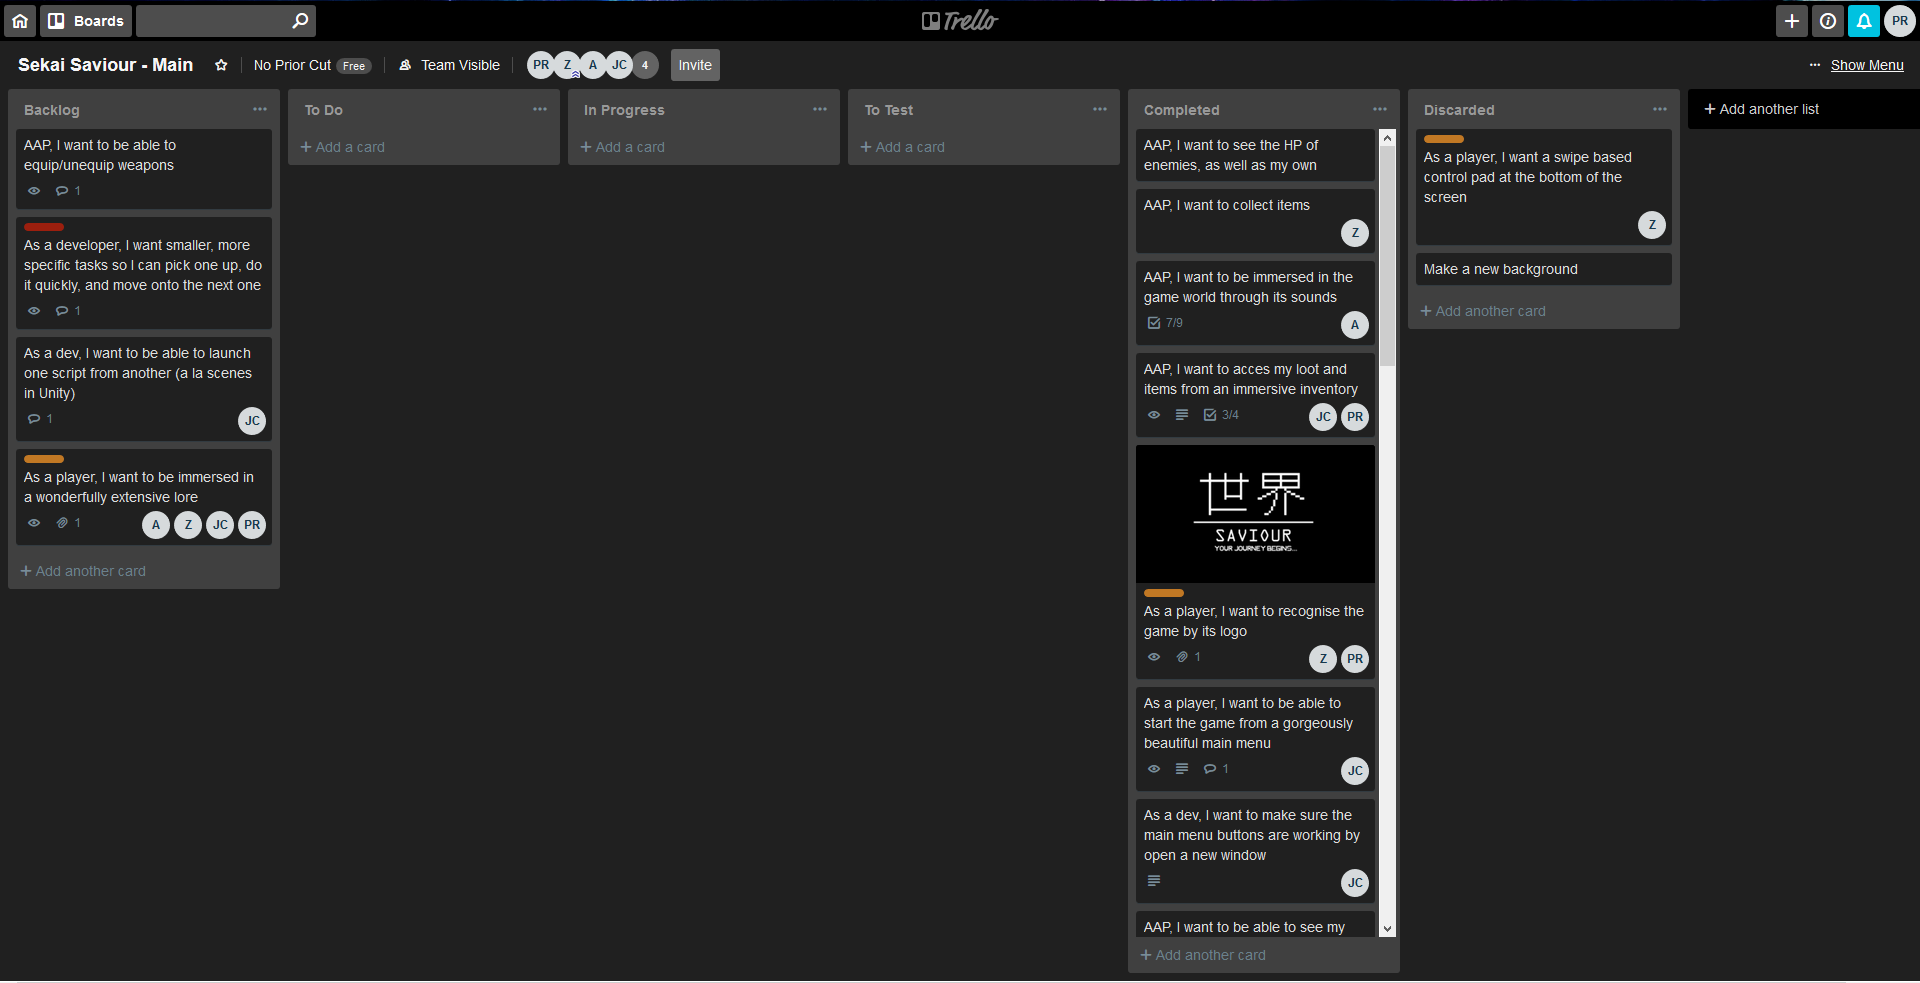 Boards
Trello
PR
Sekai Saviour - Main
No Prior Cut Free
Team Visible
PR Z A JC 4
Invite
··· Show Menu
Backlog ···
AAP, I want to be able to
equip/unequip weapons
1
As a developer, I want smaller, more
specific tasks so I can pick one up, do
it quickly, and move onto the next one
1
As a dev, I want to be able to launch
one script from another (a la scenes
in Unity)
1
JC
As a player, I want to be immersed in
a wonderfully extensive lore
1
A Z JC PR
+ Add another card
To Do ···
+ Add a card
In Progress ···
+ Add a card
To Test ···
+ Add a card
Completed ···
AAP, I want to see the HP of
enemies, as well as my own
AAP, I want to collect items
Z
AAP, I want to be immersed in the
game world through its sounds
7/9
A
AAP, I want to acces my loot and
items from an immersive inventory
3/4
JC PR
世界
SAVIOUR
YOUR JOURNEY BEGINS...
As a player, I want to recognise the
game by its logo
1
Z PR
As a player, I want to be able to
start the game from a gorgeously
beautiful main menu
1
JC
As a dev, I want to make sure the
main menu buttons are working by
open a new window
JC
AAP, I want to be able to see my
+ Add another card
Discarded ···
As a player, I want a swipe based
control pad at the bottom of the
screen
Z
Make a new background
+ Add another card
+ Add another list